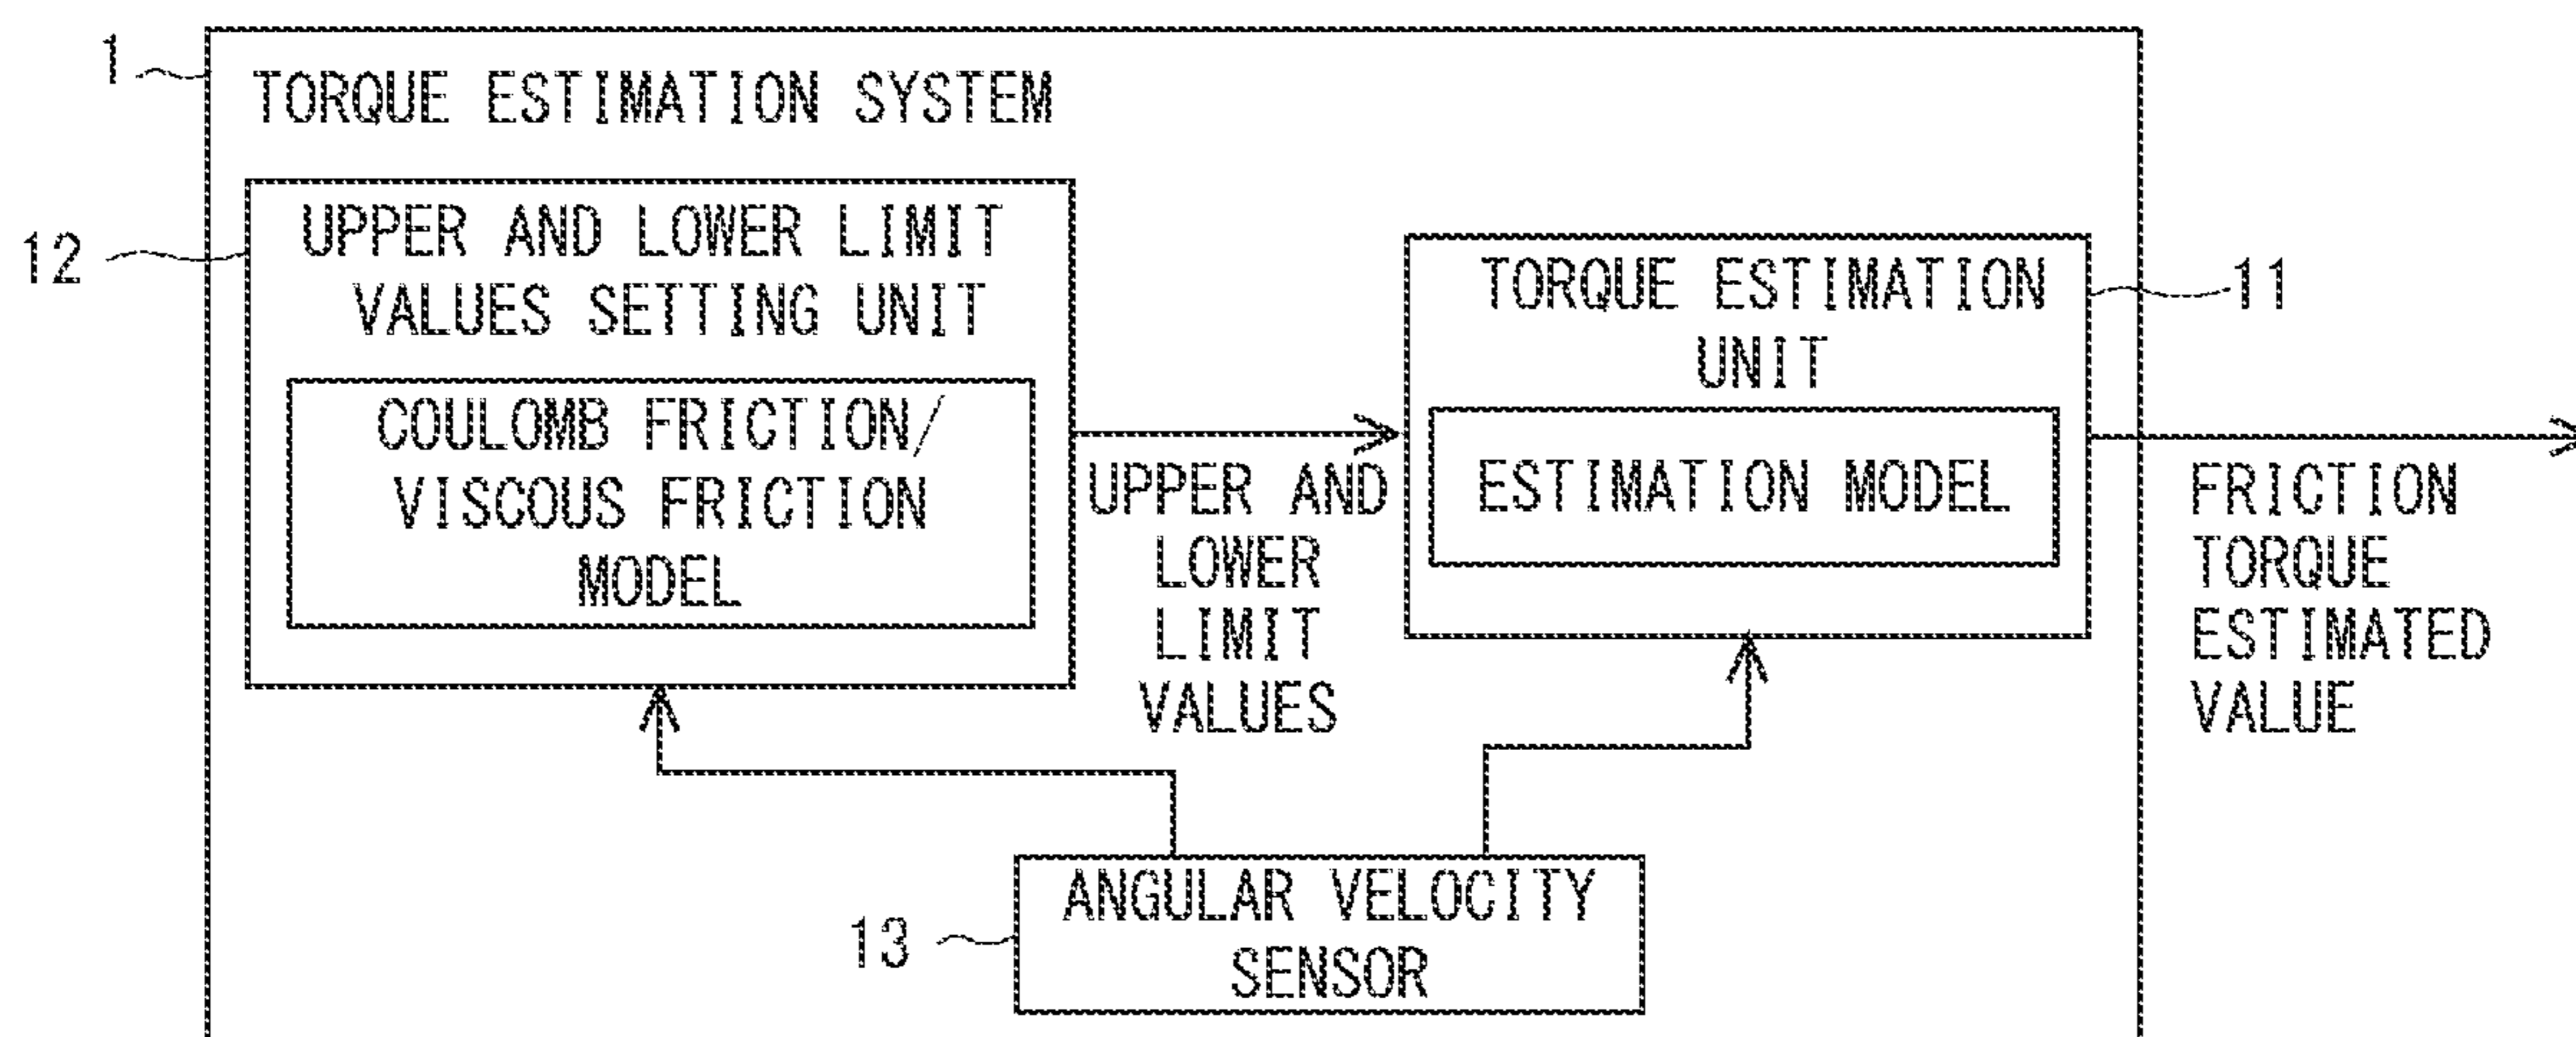 1
TORQUE ESTIMATION SYSTEM
12
UPPER AND LOWER LIMIT
VALUES SETTING UNIT
COULOMB FRICTION/
VISCOUS FRICTION
MODEL
UPPER AND
LOWER
LIMIT
VALUES
TORQUE ESTIMATION
UNIT
11
ESTIMATION MODEL
FRICTION
TORQUE
ESTIMATED
VALUE
13
ANGULAR VELOCITY
SENSOR